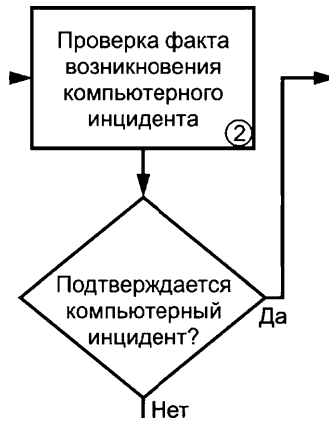 Проверка факта
возникновения
компьютерного
инцидента
2
Подтверждается
компьютерный
инцидент?
Да
Нет